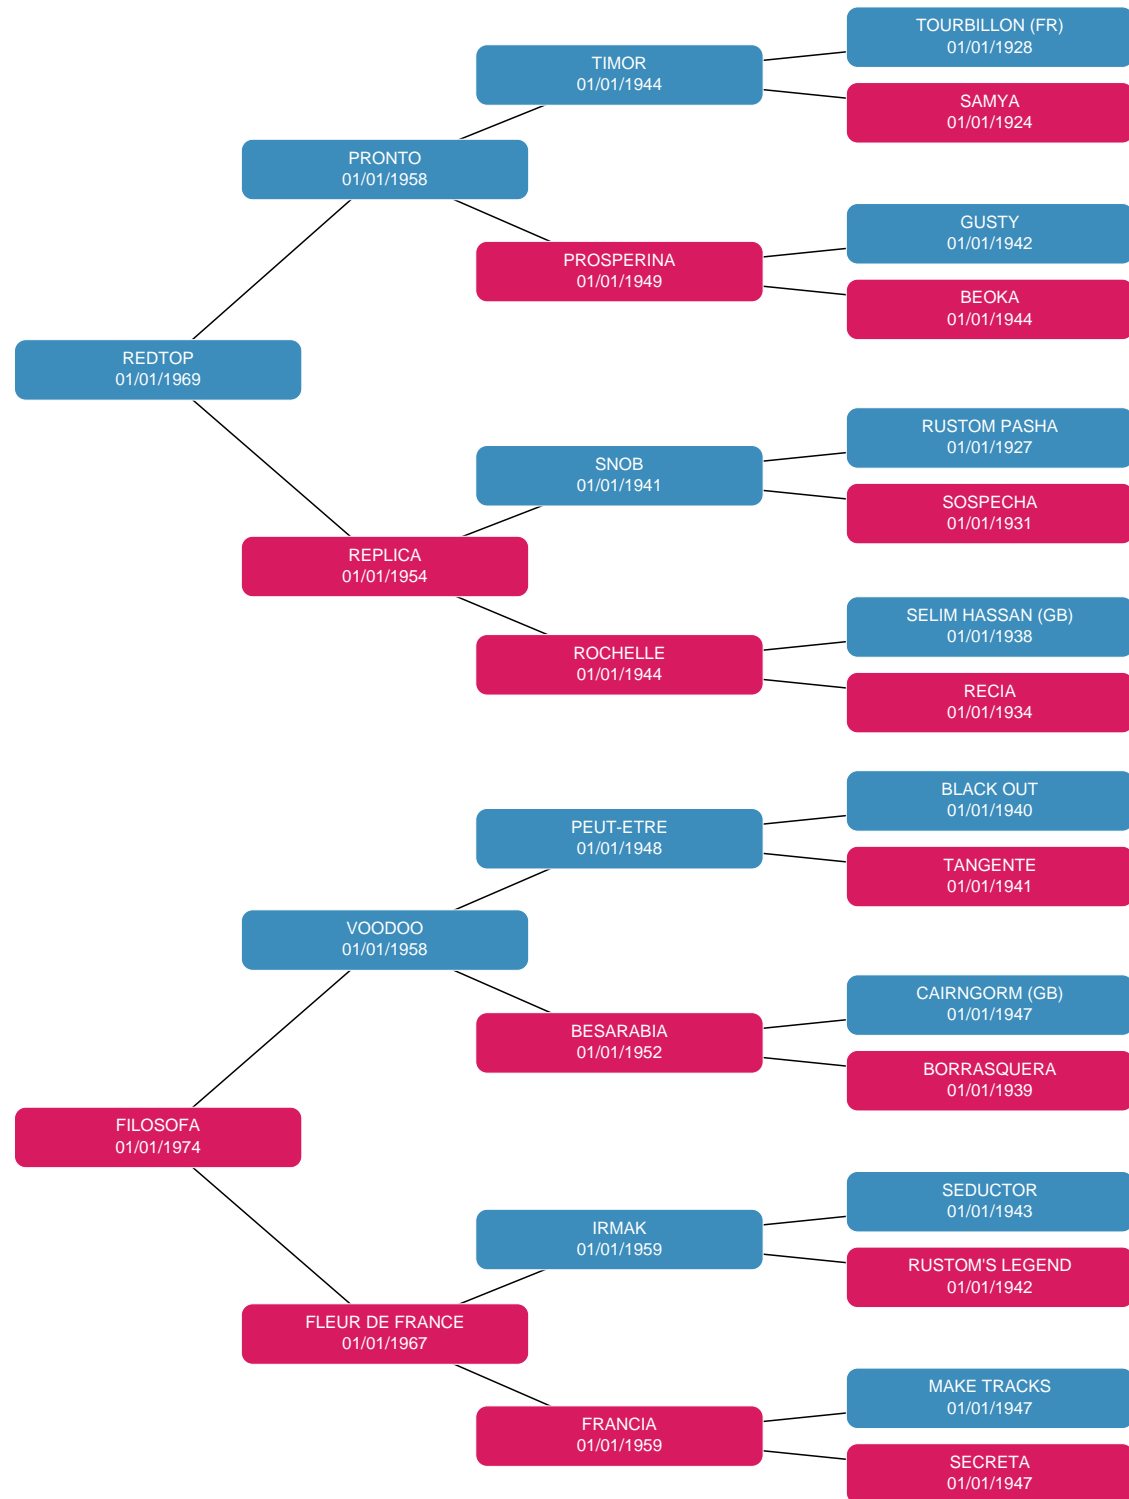 TOURBILLON (FR)
01/01/1928
TIMOR
01/01/1944
SAMYA
01/01/1924
PRONTO
01/01/1958
GUSTY
01/01/1942
PROSPERINA
01/01/1949
BEOKA
01/01/1944
REDTOP
01/01/1969
RUSTOM PASHA
01/01/1927
SNOB
01/01/1941
SOSPECHA
01/01/1931
REPLICA
01/01/1954
SELIM HASSAN (GB)
01/01/1938
ROCHELLE
01/01/1944
RECIA
01/01/1934
BLACK OUT
01/01/1940
PEUT-ETRE
01/01/1948
TANGENTE
01/01/1941
VOODOO
01/01/1958
CAIRNGORM (GB)
01/01/1947
BESARABIA
01/01/1952
BORRASQUERA
01/01/1939
FILOSOFA
01/01/1974
SEDUCTOR
01/01/1943
IRMAK
01/01/1959
RUSTOM'S LEGEND
01/01/1942
FLEUR DE FRANCE
01/01/1967
MAKE TRACKS
01/01/1947
FRANCIA
01/01/1959
SECRETA
01/01/1947